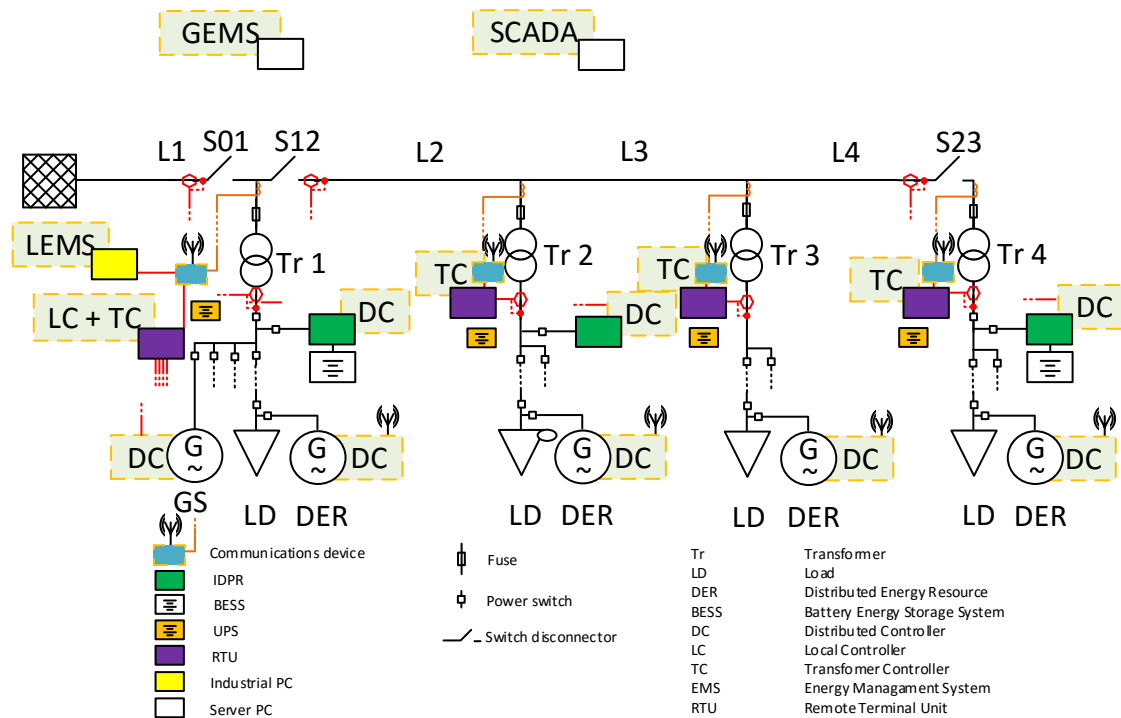 GEMS
SCADA
L1
S01
S12
L2
L3
L4
S23
LEMS
Tr 1
TC
Tr 2
TC
Tr 3
TC
Tr 4
LC + TC
DC
DC
DC
DC
G
~
G
~
DC
G
~
DC
G
~
DC
G
~
DC
GS
LD DER
LD DER
LD DER
LD DER
Communications device
IDPR
BESS
UPS
RTU
Industrial PC
Server PC
Fuse
Power switch
Switch disconnector
Tr Transformer
LD Load
DER Distributed Energy Resource
BESS Battery Energy Storage System
DC Distributed Controller
LC Local Controller
TC Transfomer Controller
EMS Energy Managament System
RTU Remote Terminal Unit